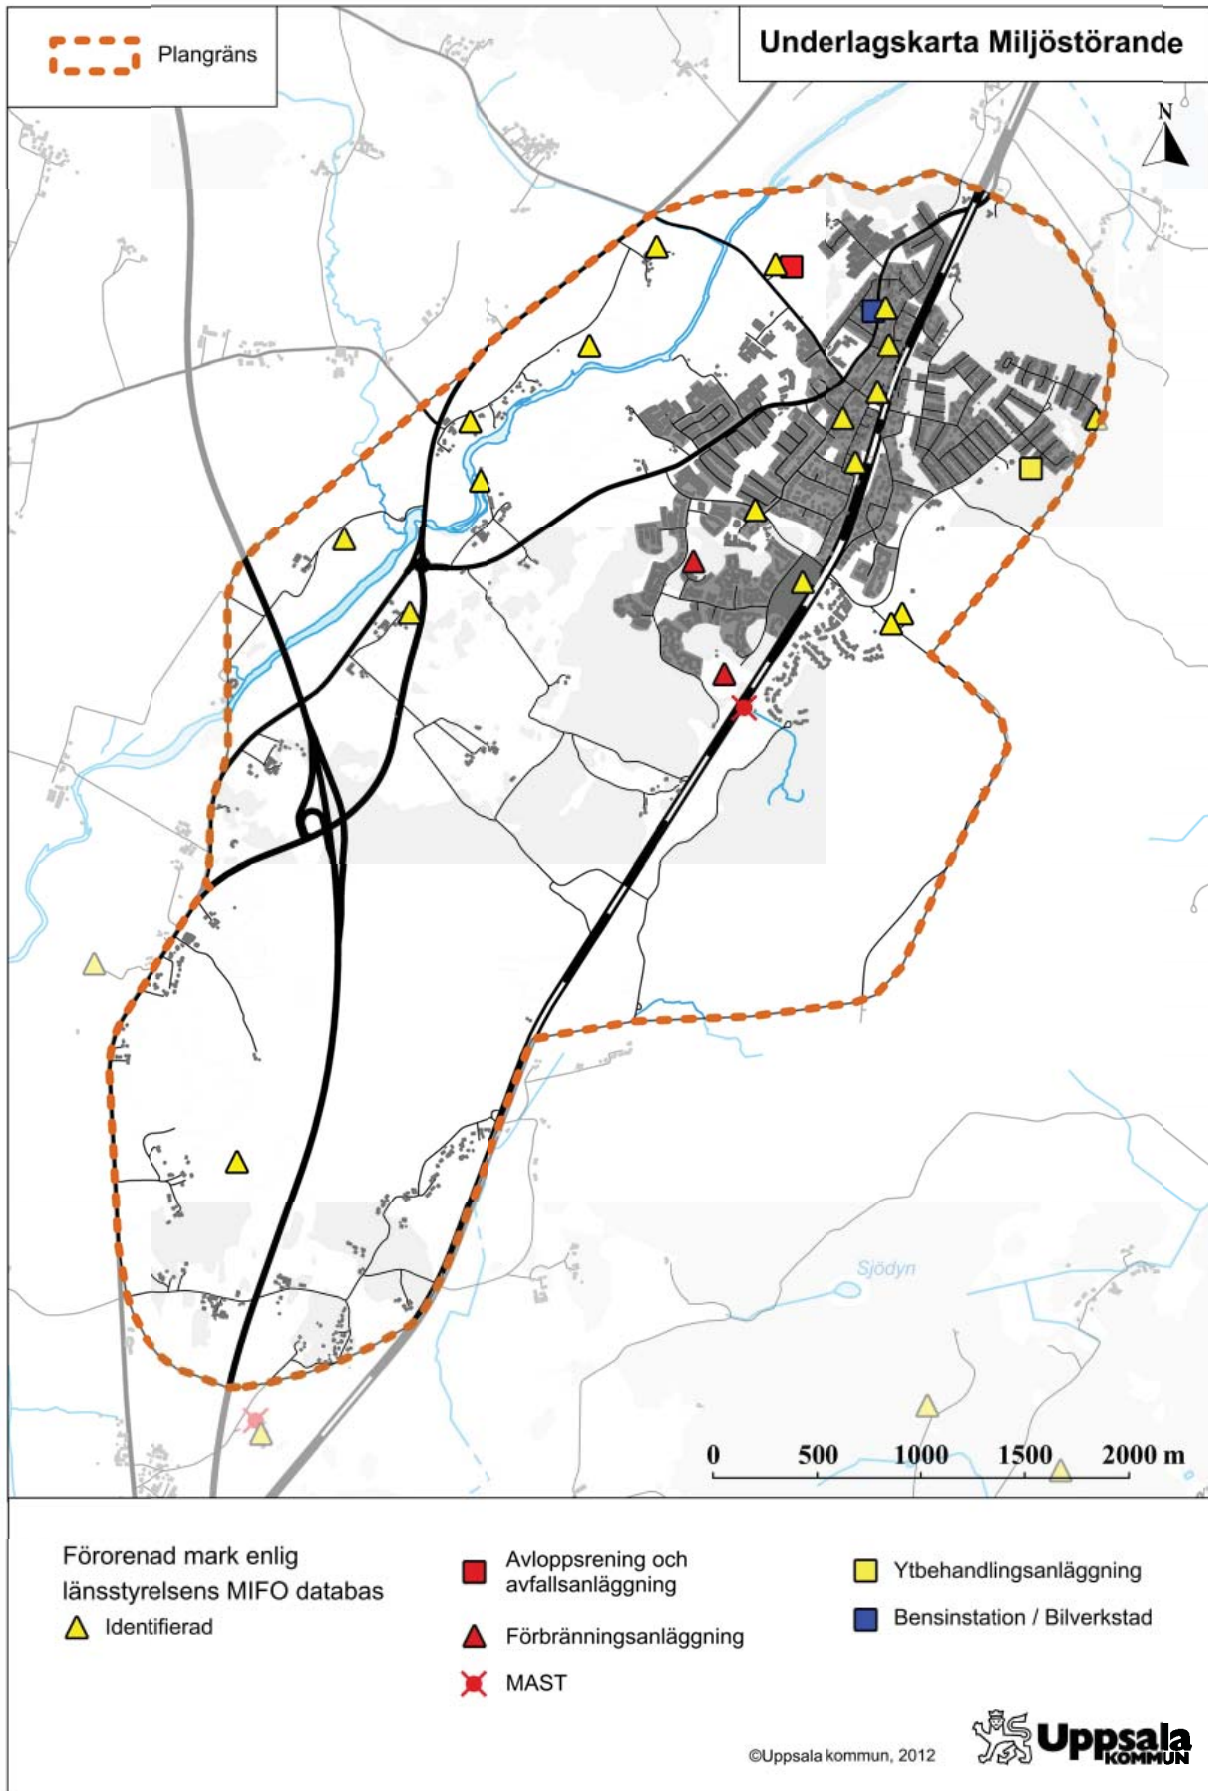 Plangräns
Underlagskarta Miljöstörande
N
Sjödyn
0 500 1000 1500 2000 m
Förorenad mark enlig
länsstyrelsens MIFO databas
Identifierad
Avloppsrening och
avfallsanläggning
Förbränningsanläggning
MAST
Ytbehandlingsanläggning
Bensinstation / Bilverkstad
©Uppsala kommun, 2012
Uppsala
KOMMUN